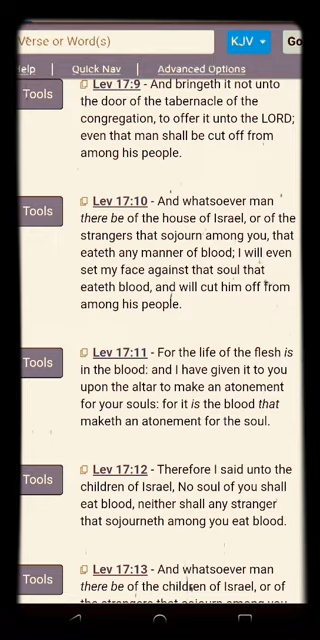 Verse or Word(s) KJV Go
elp | Quick Nav | Advanced Options
Tools Lev 17:9 - And bringeth it not unto
the door of the tabernacle of the
congregation, to offer it unto the LORD;
even that man shall be cut off from
among his people.
Tools Lev 17:10 - And whatsoever man
there be of the house of Israel, or of the
strangers that sojourn among you, that
eateth any manner of blood; I will even
set my face against that soul that
eateth blood, and will cut him off from
among his people.
Tools Lev 17:11 - For the life of the flesh is
in the blood: and I have given it to you
upon the altar to make an atonement
for your souls: for it is the blood that
maketh an atonement for the soul.
Tools Lev 17:12 - Therefore I said unto the
children of Israel, No soul of you shall
eat blood, neither shall any stranger
that sojourneth among you eat blood.
Tools Lev 17:13 - And whatsoever man
there be of the children of Israel, or of
the strangers that sojourn among you